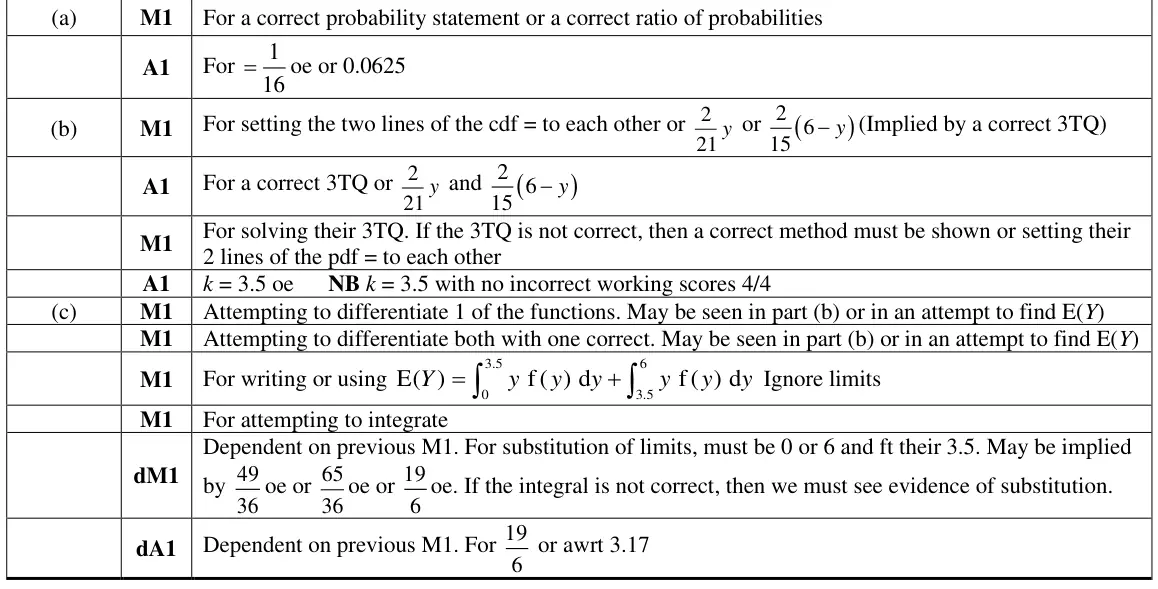 (a) M1 For a correct probability statement or a correct ratio of probabilities
A1 For = 1/16 oe or 0.0625
(b) M1 For setting the two lines of the cdf = to each other or 2/21 y or 2/15 (6 − y) (Implied by a correct 3TQ)
A1 For a correct 3TQ or 2/21 y and 2/15 (6 − y)
M1 For solving their 3TQ. If the 3TQ is not correct, then a correct method must be shown or setting their
2 lines of the pdf = to each other
A1 k = 3.5 oe NB k = 3.5 with no incorrect working scores 4/4
(c) M1 Attempting to differentiate 1 of the functions. May be seen in part (b) or in an attempt to find E(Y)
M1 Attempting to differentiate both with one correct. May be seen in part (b) or in an attempt to find E(Y)
M1 For writing or using E(Y) = ∫₀^3.5 y f(y) dy + ∫_3.5^6 y f(y) dy Ignore limits
M1 For attempting to integrate
dM1 Dependent on previous M1. For substitution of limits, must be 0 or 6 and ft their 3.5. May be implied
by 49/36 oe or 65/36 oe or 19/6 oe. If the integral is not correct, then we must see evidence of substitution.
dA1 Dependent on previous M1. For 19/6 or awrt 3.17